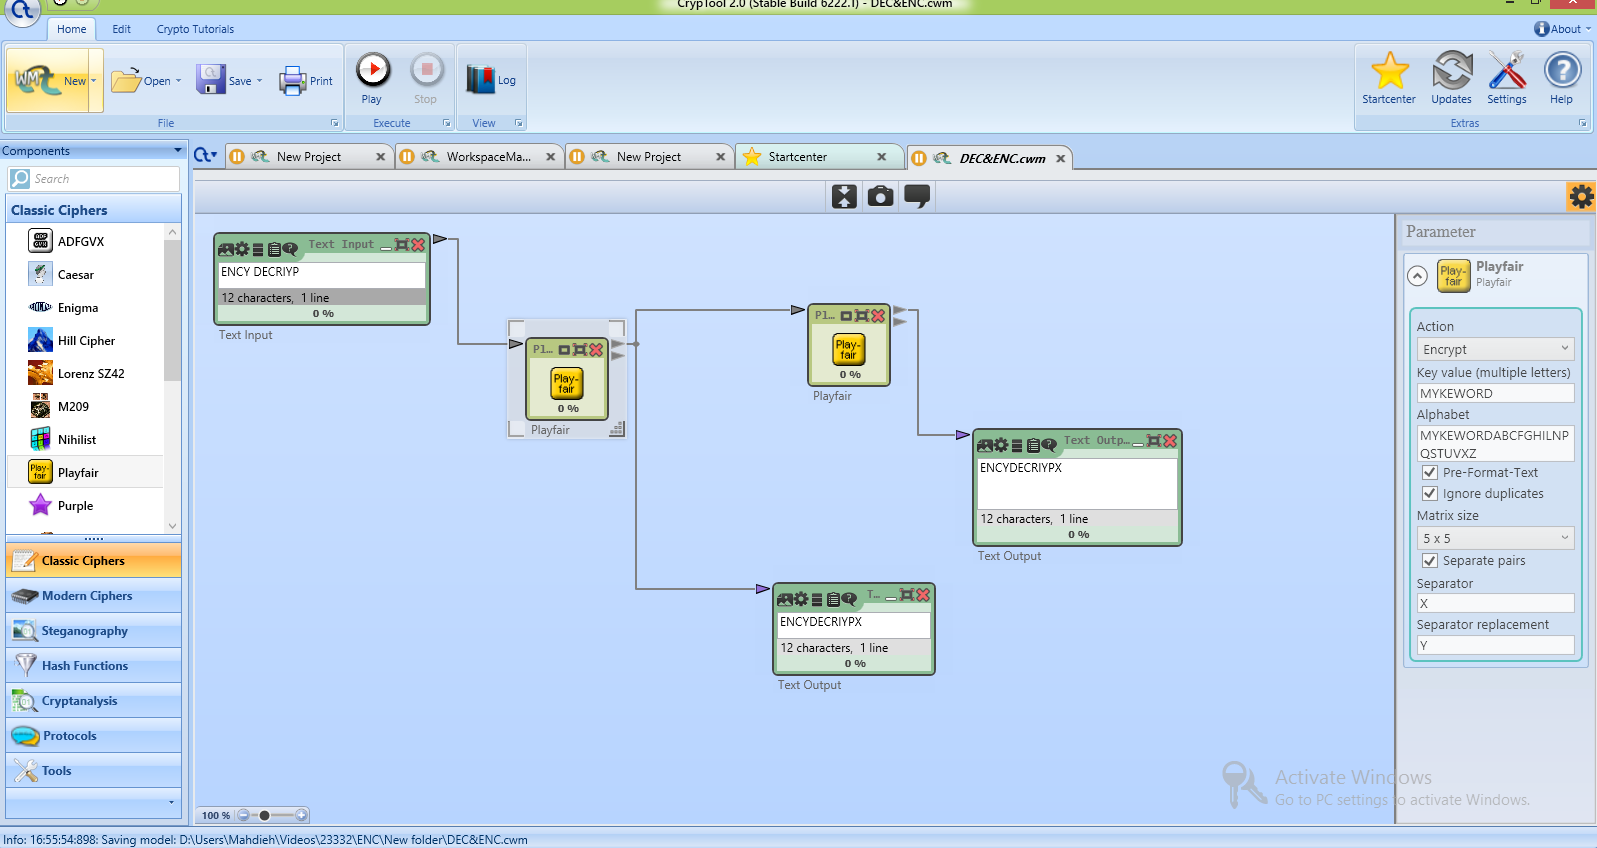 CrypTool 2.0 (Stable Build 6222.1) - DEC&ENC.cwm
Home Edit Crypto Tutorials
About
New Open Save Print
Play Stop
Log
Startcenter Updates Settings Help
File Execute View Extras
Components
New Project WorkspaceMa... New Project Startcenter DEC&ENC.cwm
Search
Classic Ciphers
ADFGVX
Caesar
Enigma
Hill Cipher
Lorenz SZ42
M209
Nihilist
Playfair
Purple
Classic Ciphers
Modern Ciphers
Steganography
Hash Functions
Cryptanalysis
Protocols
Tools
Text Input
ENCY DECRIYP
12 characters, 1 line
0 %
Text Input
Pl...
Play-
fair
0 %
Playfair
Pl...
Play-
fair
0 %
Playfair
Text Outp...
ENCYDECRIYPX
12 characters, 1 line
0 %
Text Output
T...
ENCYDECRIYPX
12 characters, 1 line
0 %
Text Output
Parameter
Play-
fair
Playfair
Playfair
Action
Encrypt
Key value (multiple letters)
MYKEWORD
Alphabet
MYKEWORDABCFGHILNP
QSTUVXZ
Pre-Format-Text
Ignore duplicates
Matrix size
5 x 5
Separate pairs
Separator
X
Separator replacement
Y
Activate Windows
Go to PC settings to activate Windows.
100 %
Info: 16:55:54:898: Saving model: D:\Users\Mahdieh\Videos\23332\ENC\New folder\DEC&ENC.cwm